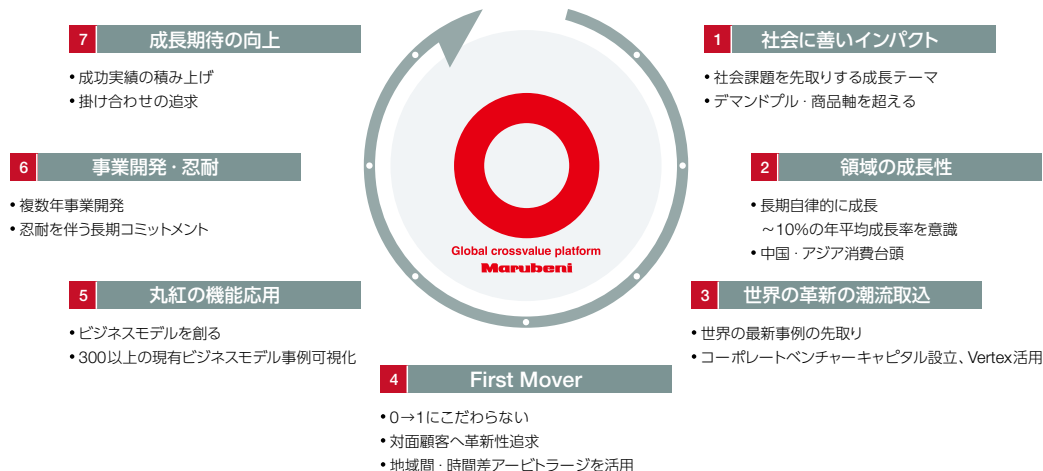 1 社会に善いインパクト
• 社会課題を先取りする成長テーマ
• デマンドプル・商品軸を超える
2 領域の成長性
• 長期自律的に成長
～10%の年平均成長率を意識
• 中国・アジア消費台頭
3 世界の革新の潮流取込
• 世界の最新事例の先取り
• コーポレートベンチャーキャピタル設立、Vertex活用
4 First Mover
• 0→1にこだわらない
• 対面顧客へ革新性追求
• 地域間・時間差アービトラージを活用
5 丸紅の機能応用
• ビジネスモデルを創る
• 300以上の現有ビジネスモデル事例可視化
6 事業開発・忍耐
• 複数年事業開発
• 忍耐を伴う長期コミットメント
7 成長期待の向上
• 成功実績の積み上げ
• 掛け合わせの追求
Global crossvalue platform
Marubeni